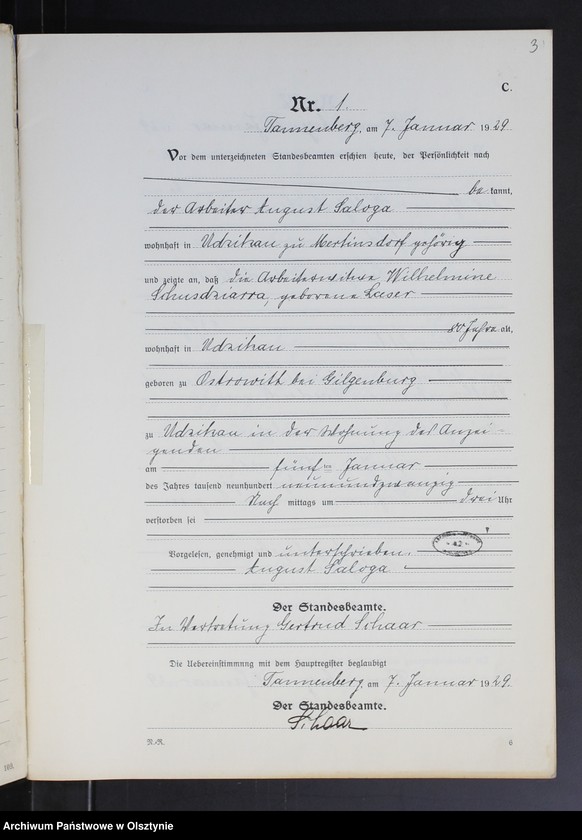 3
C.
Nr. 1.
Tannenberg, am 7. Januar 1929
Vor dem unterzeichneten Standesbeamten erschien heute, der Persönlichkeit nach
bekannt,
der Arbeiter August Saloga
wohnhaft in Udzikau zu Mertinsdorf gehörig
und zeigte an, daß die Arbeiterwitwe Wilhelmine
Schusdziarra, geborene Laser
80 Jahre alt,
wohnhaft in Udzikau
geboren zu Ostrowitt bei Gilgenburg
zu Udzikau in der Wohnung des Anzei-
genden
am fünften Januar
des Jahres tausend neunhundert neunundzwanzig
Nachmittags um drei Uhr
verstorben sei
Vorgelesen, genehmigt und unterschrieben.
August Saloga
Der Standesbeamte.
In Vertretung Gertrud Schaar
Die Uebereinstimmung mit dem Hauptregister beglaubigt
Tannenberg, am 7. Januar 1929.
Der Standesbeamte.
Schaar
6
Archiwum Państwowe w Olsztynie